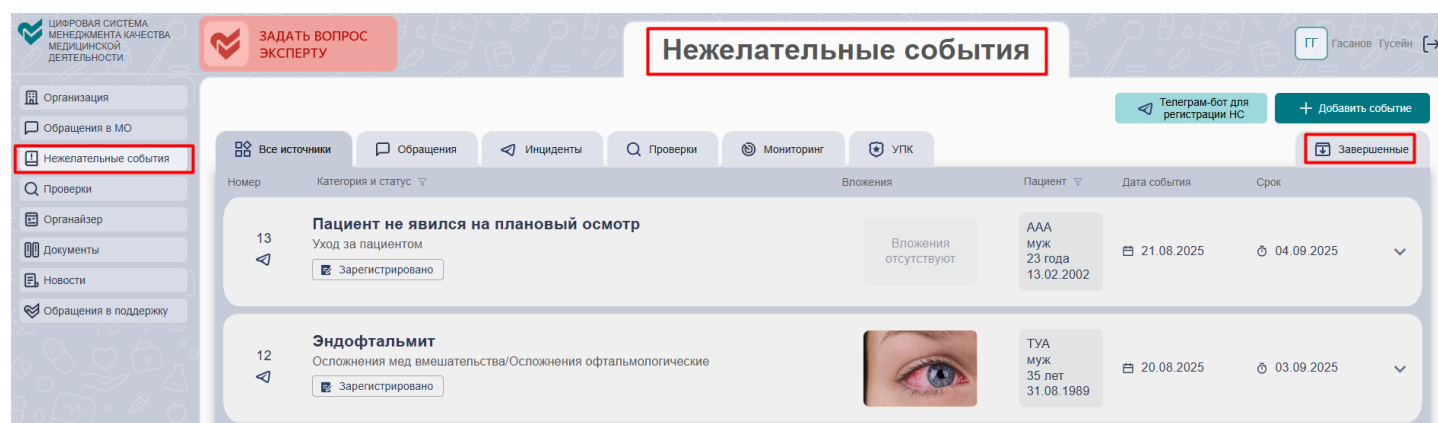 ЦИФРОВАЯ СИСТЕМА
МЕНЕДЖМЕНТА КАЧЕСТВА
МЕДИЦИНСКОЙ
ДЕЯТЕЛЬНОСТИ
ЗАДАТЬ ВОПРОС
ЭКСПЕРТУ
Нежелательные события
ГГ
Гасанов Гусейн
Организация
Обращения в МО
Нежелательные события
Проверки
Органайзер
Документы
Новости
Обращения в поддержку
Телеграм-бот для
регистрации НС
Добавить событие
Все источники
Обращения
Инциденты
Проверки
Мониторинг
УПК
Завершенные
Номер
Категория и статус
Вложения
Пациент
Дата события
Срок
13
Пациент не явился на плановый осмотр
Уход за пациентом
Зарегистрировано
Вложения
отсутствуют
ААА
муж
23 года
13.02.2002
21.08.2025
04.09.2025
12
Эндофтальмит
Осложнения мед вмешательства/Осложнения офтальмологические
Зарегистрировано
ТУА
муж
35 лет
31.08.1989
20.08.2025
03.09.2025